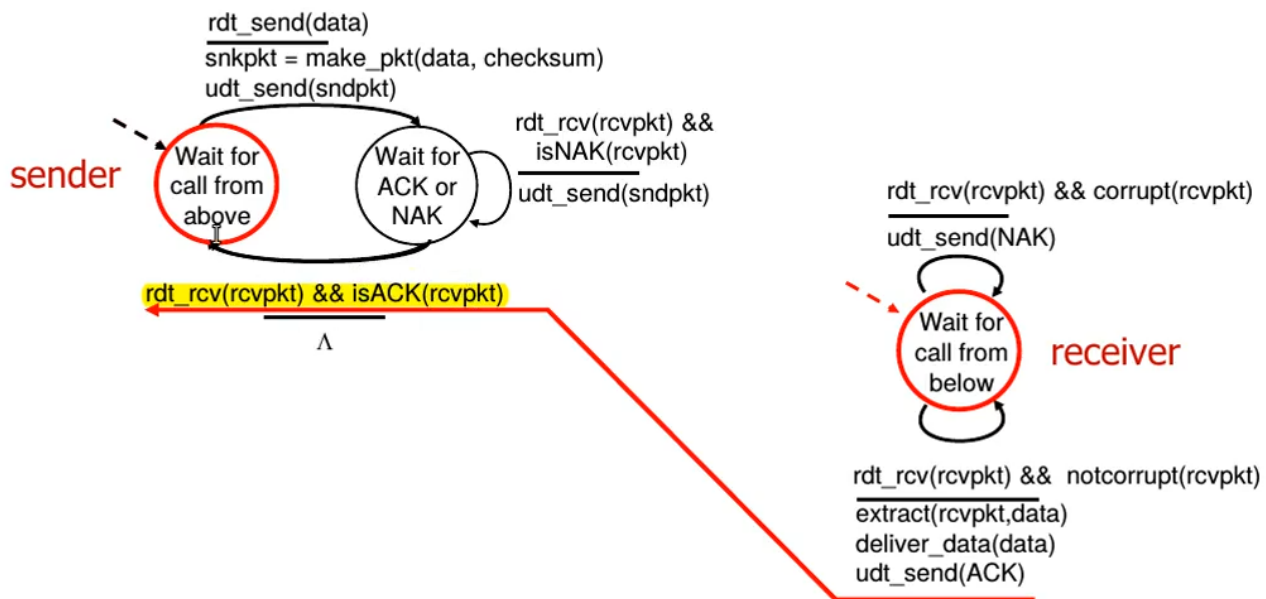 rdt_send(data)
snkpkt = make_pkt(data, checksum)
udt_send(sndpkt)
sender
Wait for
call from
above
Wait for
ACK or
NAK
rdt_rcv(rcvpkt) &&
isNAK(rcvpkt)
udt_send(sndpkt)
rdt_rcv(rcvpkt) && isACK(rcvpkt)
Λ
rdt_rcv(rcvpkt) && corrupt(rcvpkt)
udt_send(NAK)
Wait for
call from
below
receiver
rdt_rcv(rcvpkt) && notcorrupt(rcvpkt)
extract(rcvpkt,data)
deliver_data(data)
udt_send(ACK)